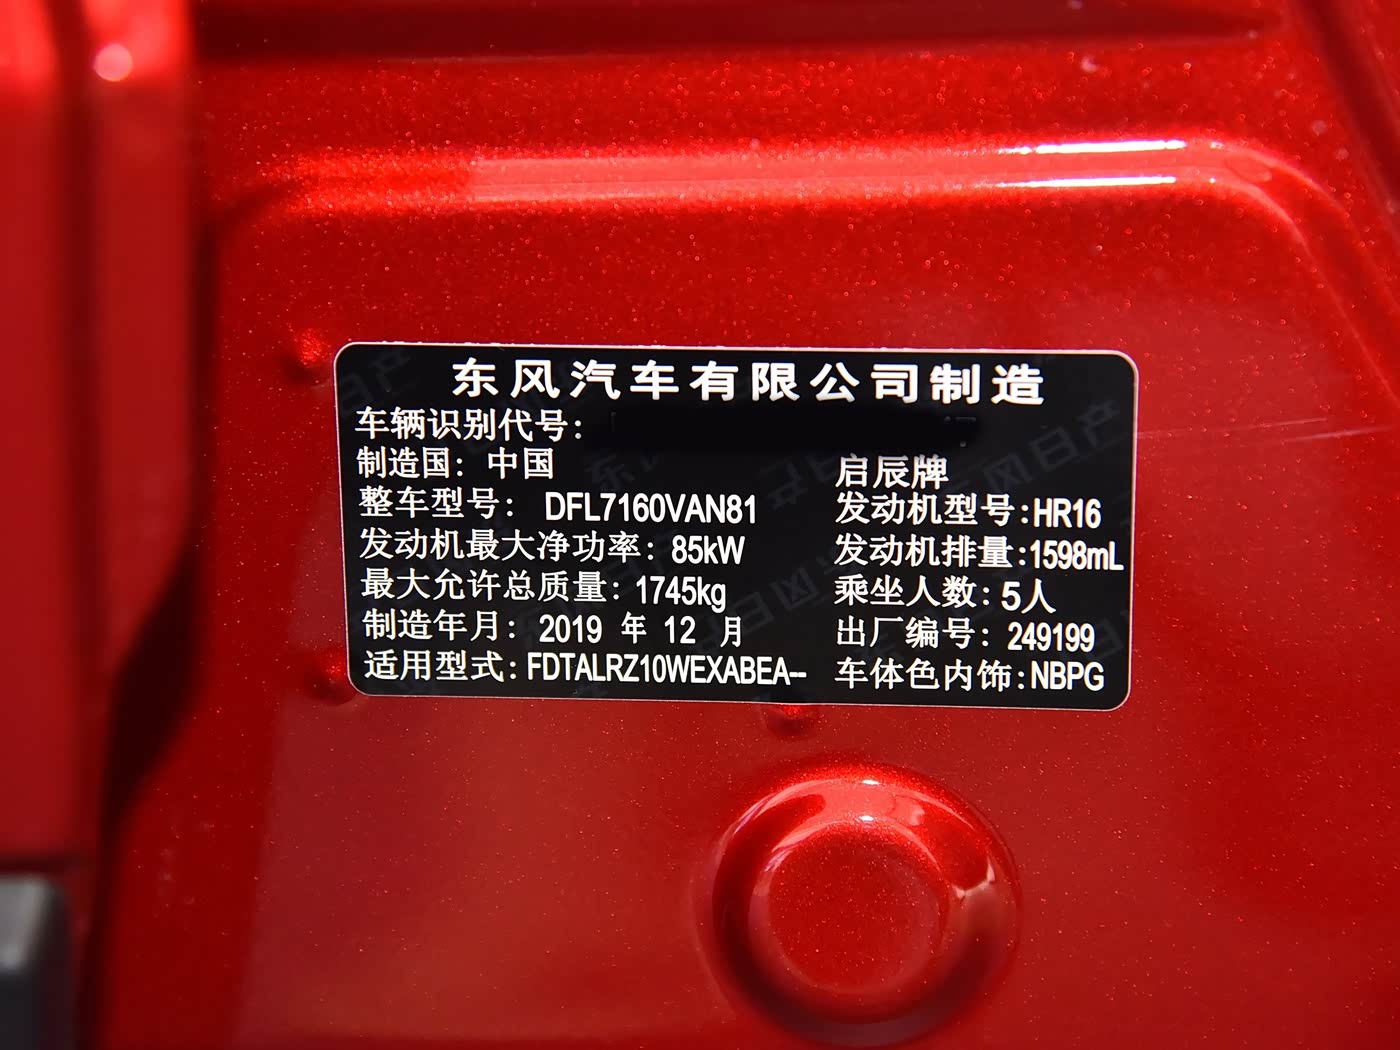 东风汽车有限公司制造
车辆识别代号：
制造国：中国 启辰牌
整车型号： DFL7160VAN81 发动机型号：HR16
发动机最大净功率：85kW 发动机排量：1598mL
最大允许总质量：1745kg 乘坐人数：5人
制造年月： 2019 年 12 月 出厂编号：249199
适用型式：FDTALRZ10WEXABEA-- 车体色内饰：NBPG